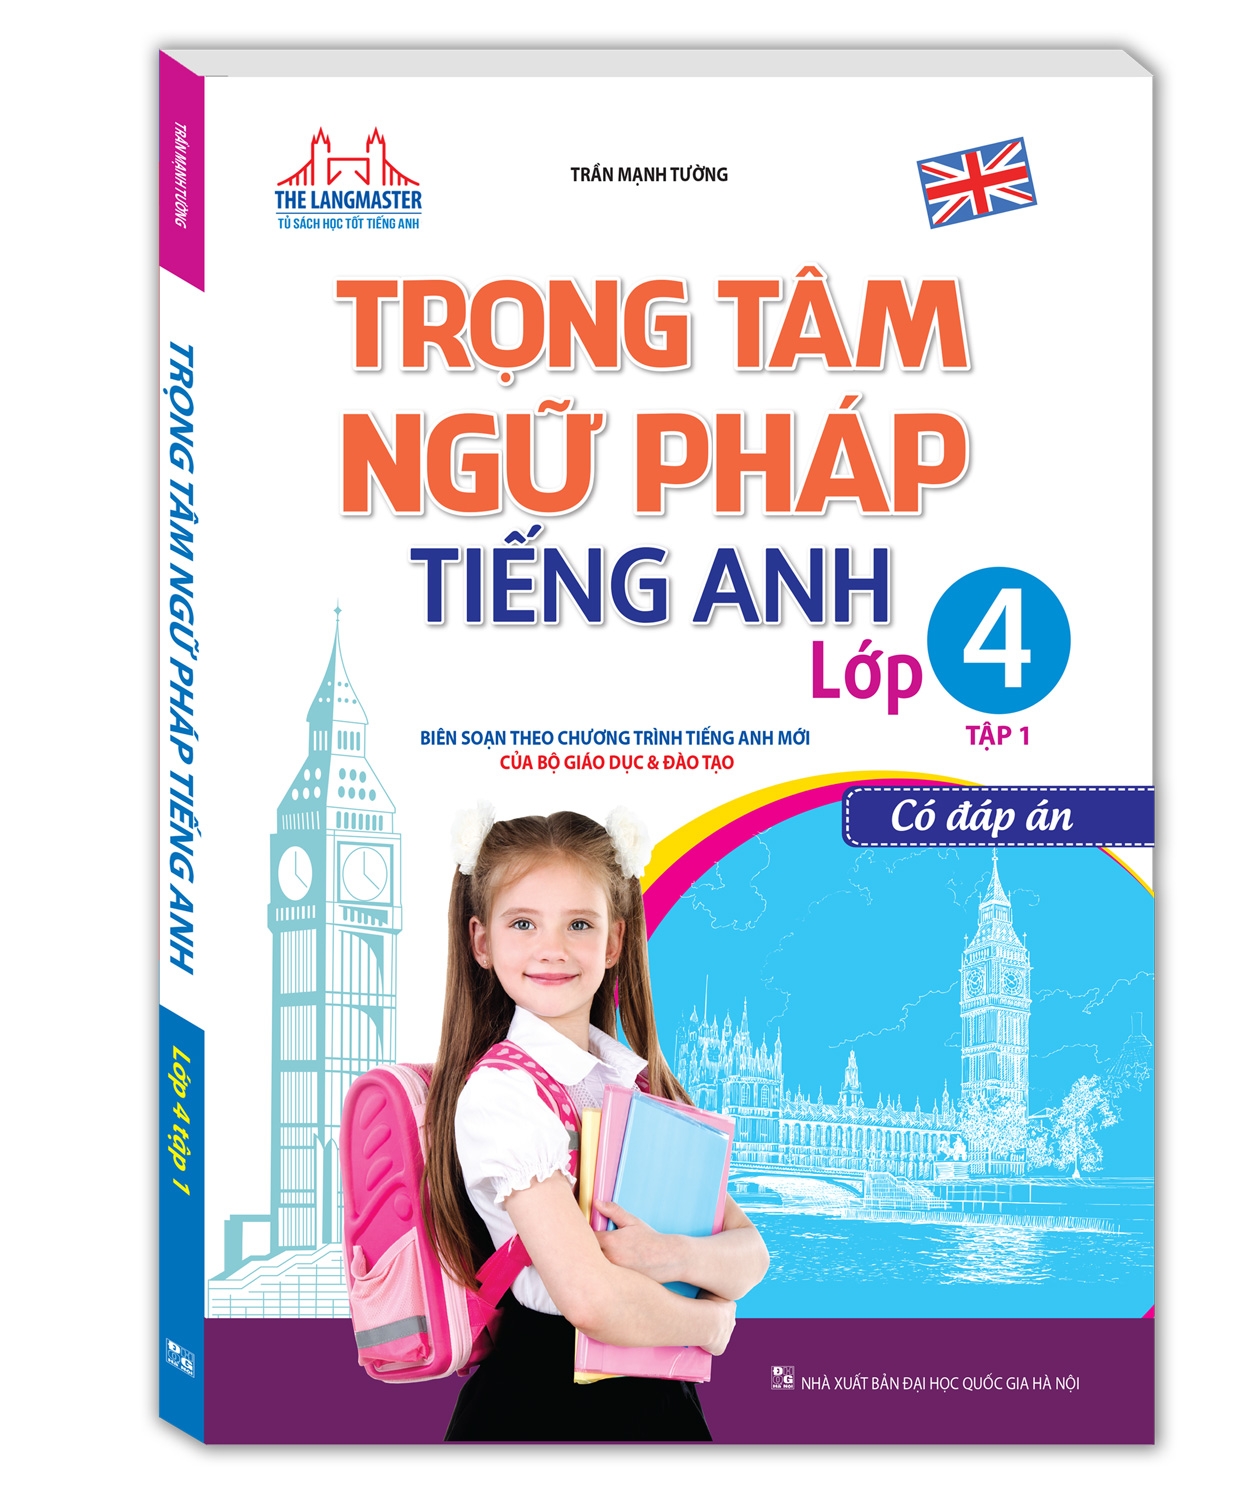 THE LANGMASTER
TỦ SÁCH HỌC TỐT TIẾNG ANH
TRẦN MẠNH TƯỜNG
TRỌNG TÂM
NGỮ PHÁP
TIẾNG ANH
Lớp 4
TẬP 1
BIÊN SOẠN THEO CHƯƠNG TRÌNH TIẾNG ANH MỚI
CỦA BỘ GIÁO DỤC & ĐÀO TẠO
Có đáp án
NHÀ XUẤT BẢN ĐẠI HỌC QUỐC GIA HÀ NỘI
TRẦN MẠNH TƯỜNG
TRỌNG TÂM NGỮ PHÁP TIẾNG ANH
Lớp 4 tập 1